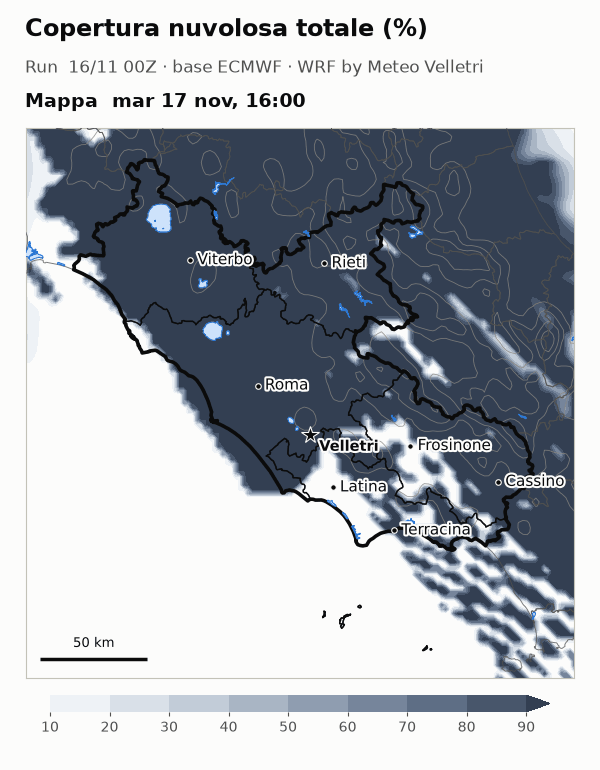 Copertura nuvolosa totale (%)
Run 16/11 00Z · base ECMWF · WRF by Meteo Velletri
Mappa mar 17 nov, 16:00
Viterbo
Rieti
Roma
Velletri
Frosinone
Cassino
Latina
Terracina
50 km
10 20 30 40 50 60 70 80 90